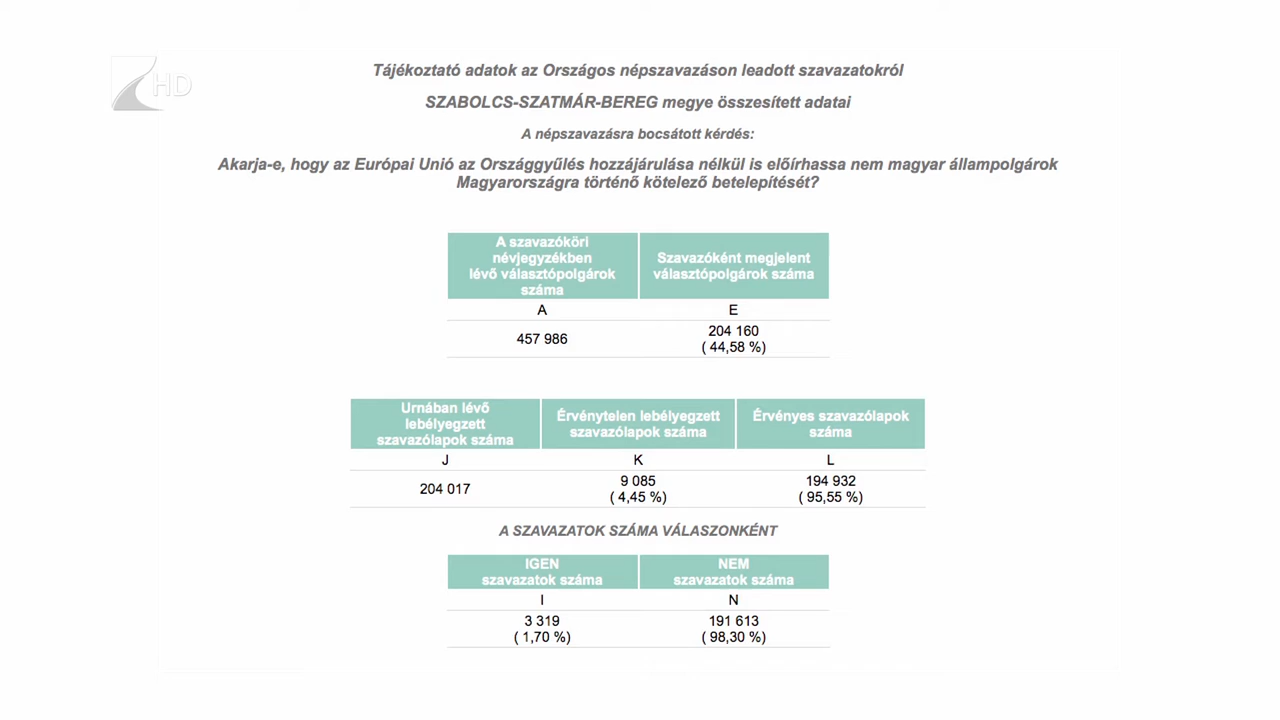 HD
Tájékoztató adatok az Országos népszavazáson leadott szavazatokról
SZABOLCS-SZATMÁR-BEREG megye összesített adatai
A népszavazásra bocsátott kérdés:
Akarja-e, hogy az Európai Unió az Országgyűlés hozzájárulása nélkül is előírhassa nem magyar állampolgárok
Magyarországra történő kötelező betelepítését?
A szavazóköri
névjegyzékben
lévő választópolgárok
száma
Szavazóként megjelent
választópolgárok száma
A
E
457 986
204 160
( 44,58 %)
Urnában lévő
lebélyegzett
szavazólapok száma
Érvénytelen lebélyegzett
szavazólapok száma
Érvényes szavazólapok
száma
J
K
L
204 017
9 085
( 4,45 %)
194 932
( 95,55 %)
A SZAVAZATOK SZÁMA VÁLASZONKÉNT
IGEN
szavazatok száma
NEM
szavazatok száma
I
N
3 319
( 1,70 %)
191 613
( 98,30 %)